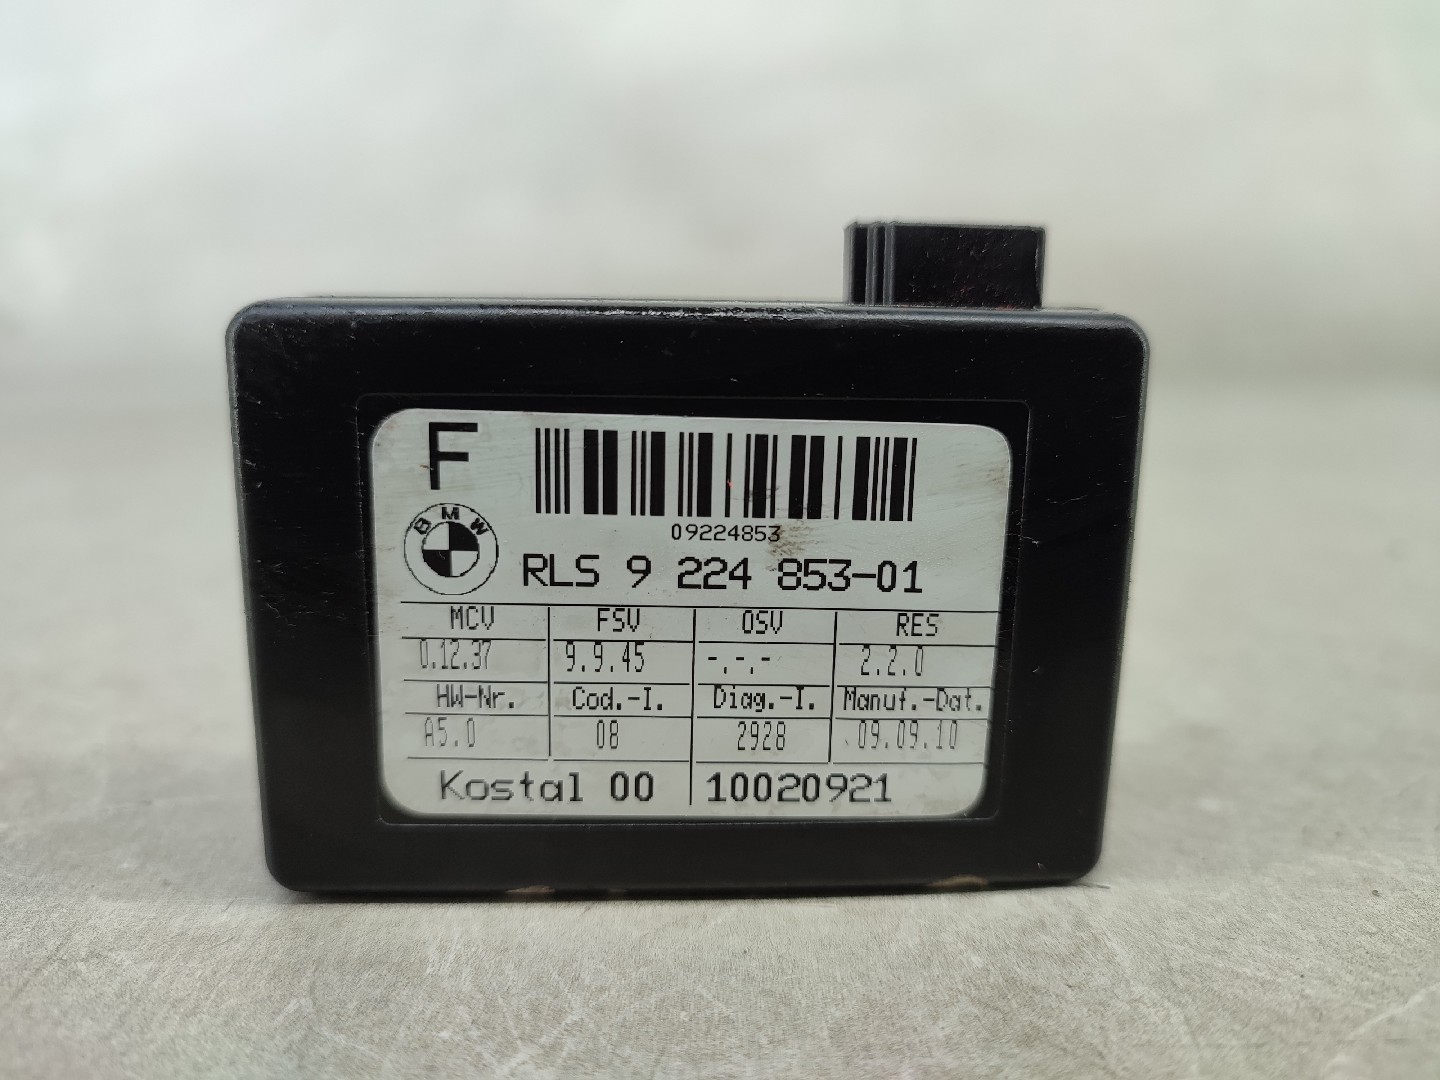 F
09224853
BMW
RLS 9 224 853-01
MCV FSV OSV RES
0.12.37 9.9.45 -.-.- 2.2.0
HW-Nr. Cod.-I. Diag.-I. Manuf.-Dat.
A5.0 08 2928 09.09.10
Kostal 00 10020921